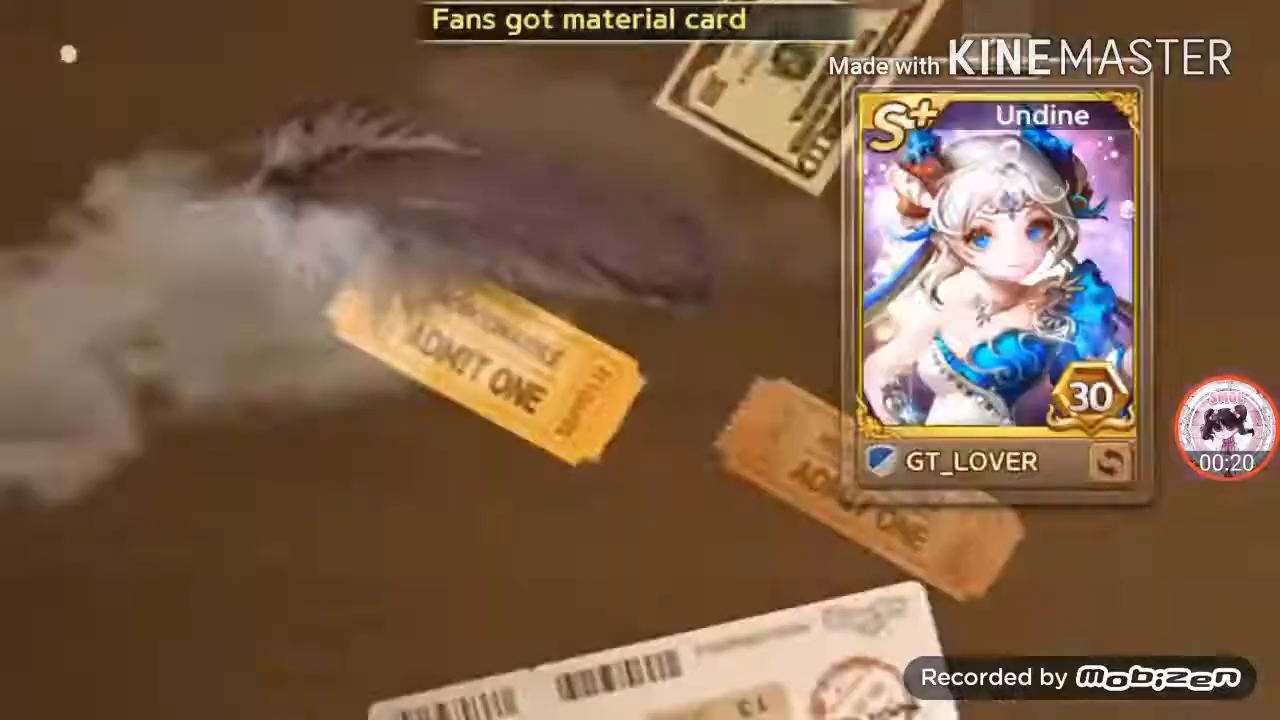 Fans got material card
Made with KINEMASTER
S+ Undine
30
GT_LOVER
ADMIT ONE
ADMIT ONE
00:20
Recorded by mobizen